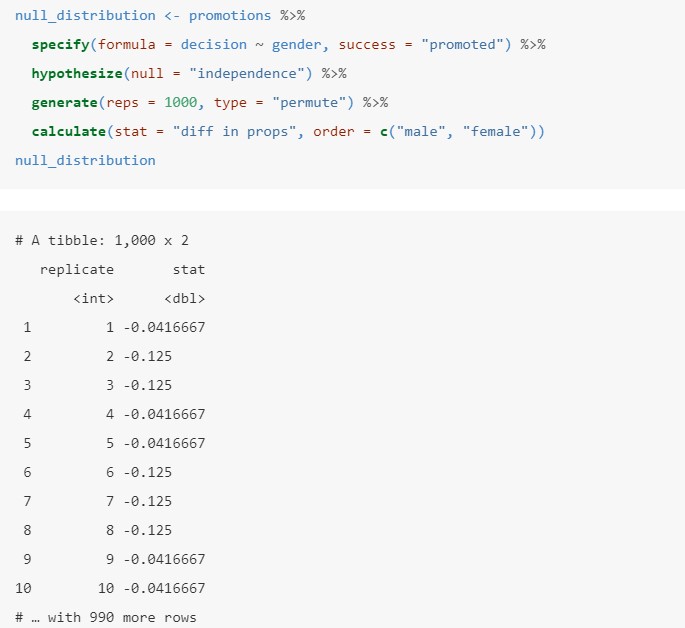 null_distribution <- promotions %>%
  specify(formula = decision ~ gender, success = "promoted") %>%
  hypothesize(null = "independence") %>%
  generate(reps = 1000, type = "permute") %>%
  calculate(stat = "diff in props", order = c("male", "female"))
null_distribution
# A tibble: 1,000 x 2
   replicate       stat
       <int>      <dbl>
 1         1 -0.0416667
 2         2 -0.125
 3         3 -0.125
 4         4 -0.0416667
 5         5 -0.0416667
 6         6 -0.125
 7         7 -0.125
 8         8 -0.125
 9         9 -0.0416667
10        10 -0.0416667
# … with 990 more rows